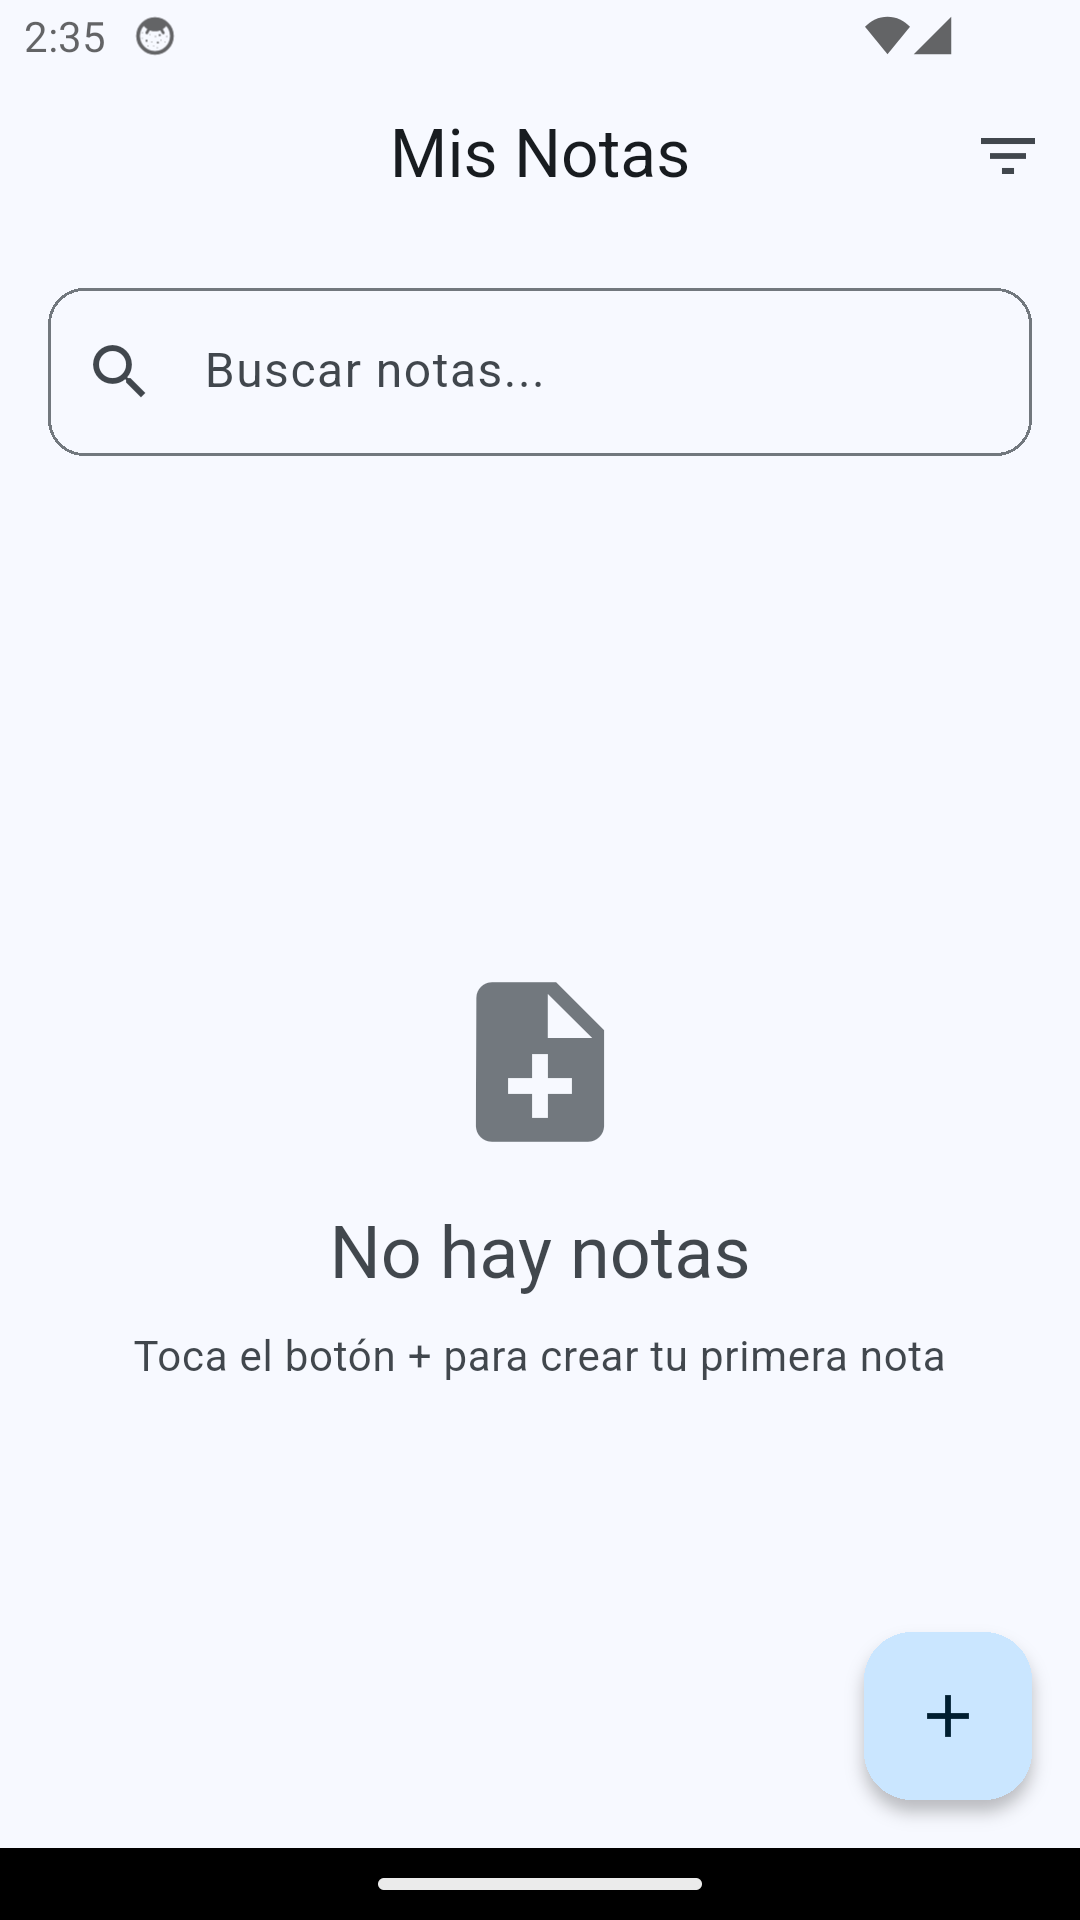 2:35
Mis Notas
Buscar notas...
No hay notas
Toca el botón + para crear tu primera nota